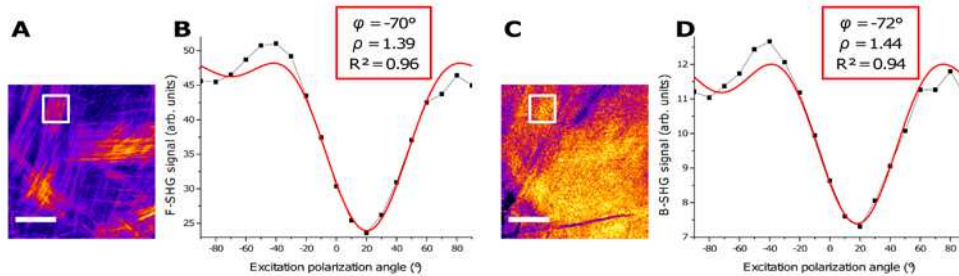 A
B
φ = -70°
ρ = 1.39
R² = 0.96
F-SHG signal (arb. units)
50
45
40
35
30
25
-80 -60 -40 -20 0 20 40 60 80
Excitation polarization angle (º)
C
D
φ = -72°
ρ = 1.44
R² = 0.94
B-SHG signal (arb. units)
12
11
10
9
8
7
-80 -60 -40 -20 0 20 40 60 80
Excitation polarization angle (º)